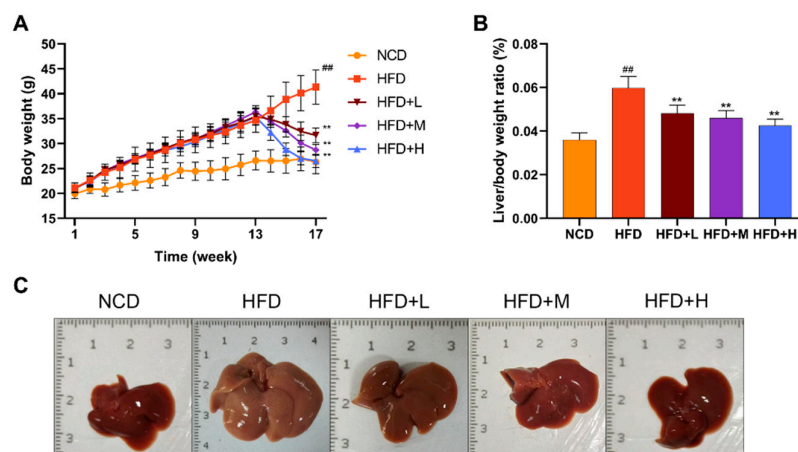 A
Body weight (g)
50
45
40
35
30
25
20
15
1
5
9
13
17
Time (week)
##
**
**
**
NCD
HFD
HFD+L
HFD+M
HFD+H
B
Liver/body weight ratio (%)
0.08
0.06
0.04
0.02
0.00
##
**
**
**
NCD HFD HFD+L HFD+M HFD+H
C
NCD HFD HFD+L HFD+M HFD+H
1 2 3
1
2
3
1 2 3 4
1
2
3
4
1 2 3
1
2
3
1 2 3
1
2
3
1 2 3
1
2
3